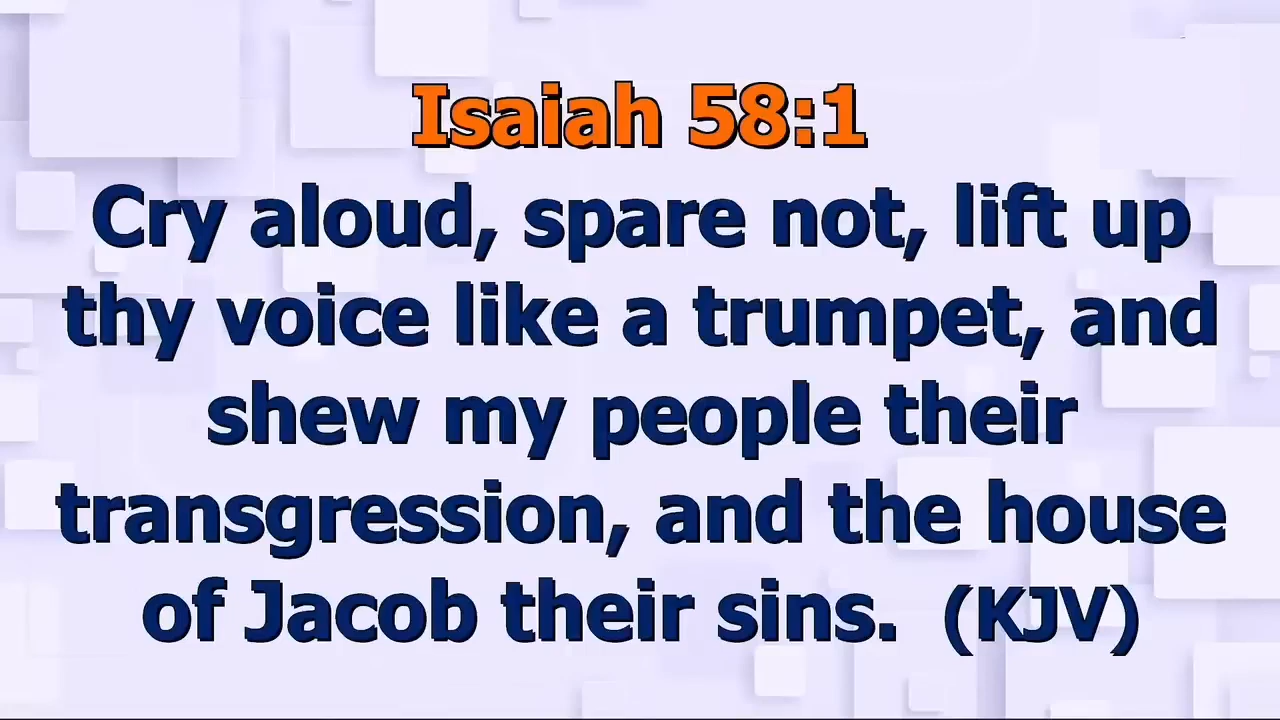 Isaiah 58:1
Cry aloud, spare not, lift up
thy voice like a trumpet, and
shew my people their
transgression, and the house
of Jacob their sins.  (KJV)